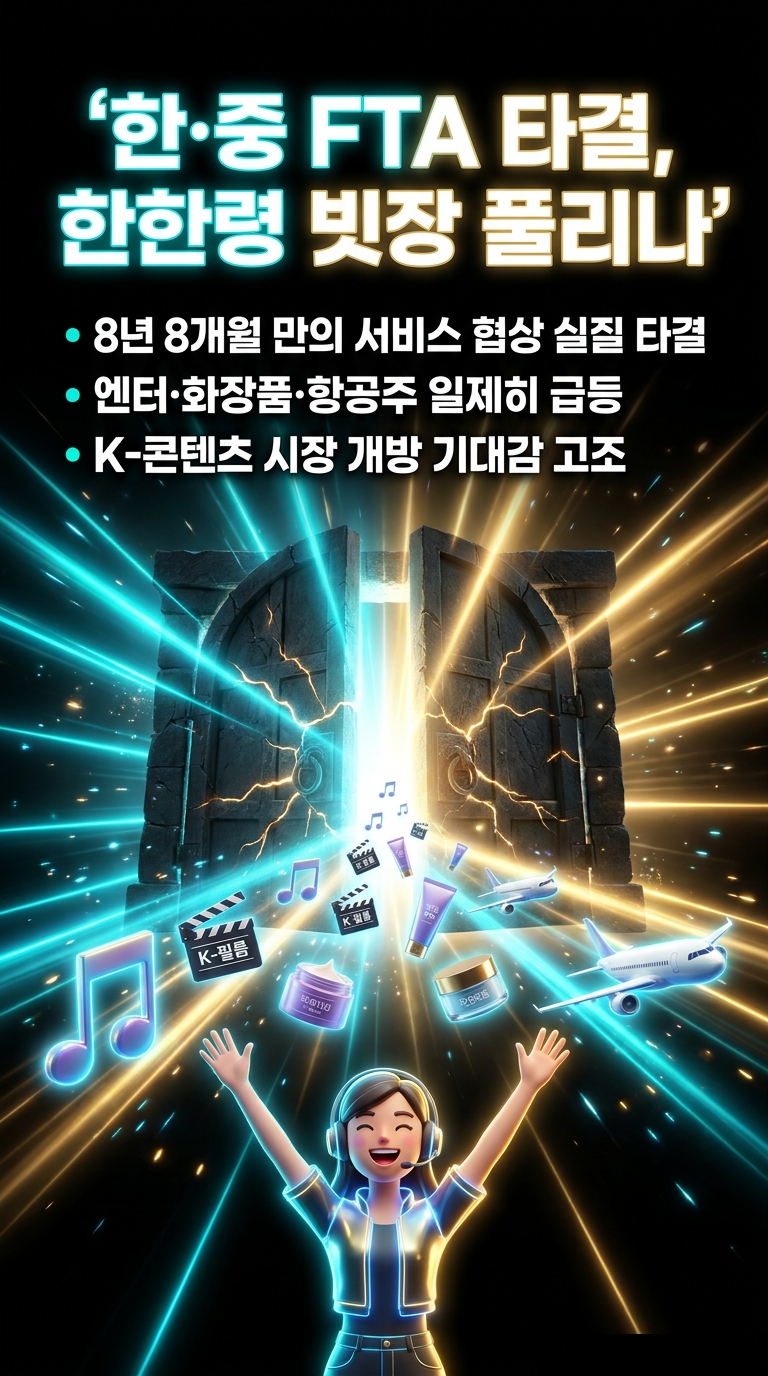 ‘한·중 FTA 타결,
한한령 빗장 풀리나’
• 8년 8개월 만의 서비스 협상 실질 타결
• 엔터·화장품·항공주 일제히 급등
• K-콘텐츠 시장 개방 기대감 고조
K-필름
K-필름